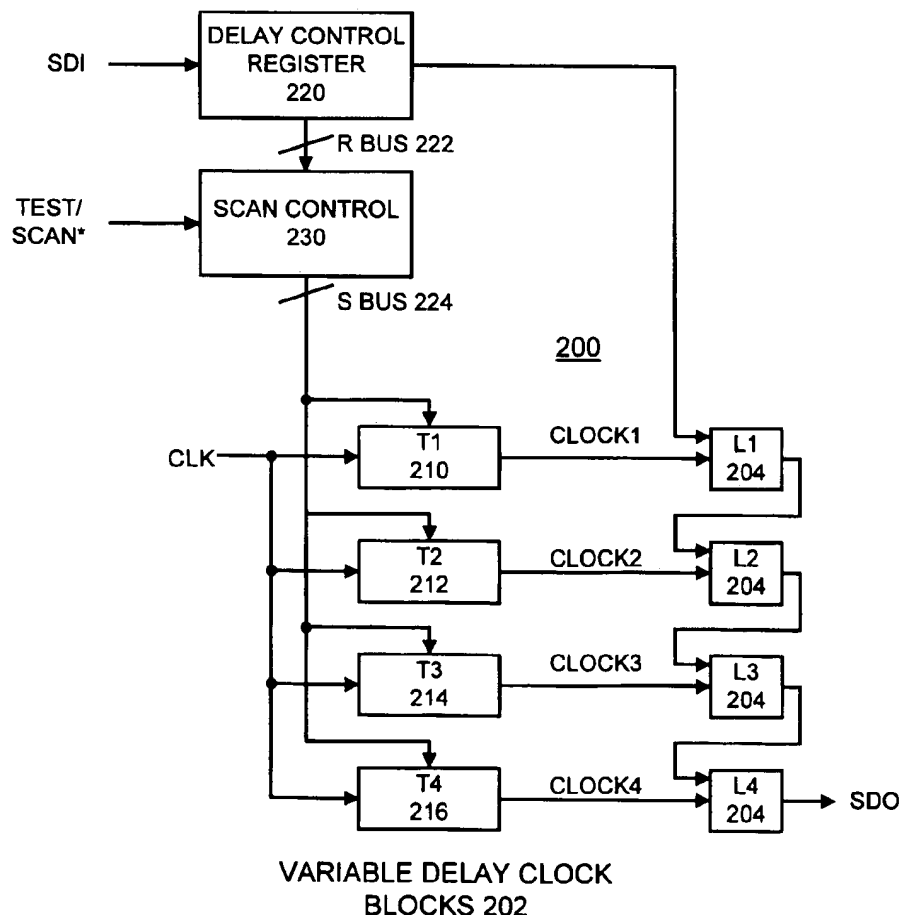 DELAY CONTROL
REGISTER
220
SDI
R BUS 222
TEST/
SCAN*
SCAN CONTROL
230
S BUS 224
200
CLK
T1
210
CLOCK1
L1
204
T2
212
CLOCK2
L2
204
T3
214
CLOCK3
L3
204
T4
216
CLOCK4
L4
204
SDO
VARIABLE DELAY CLOCK
BLOCKS 202